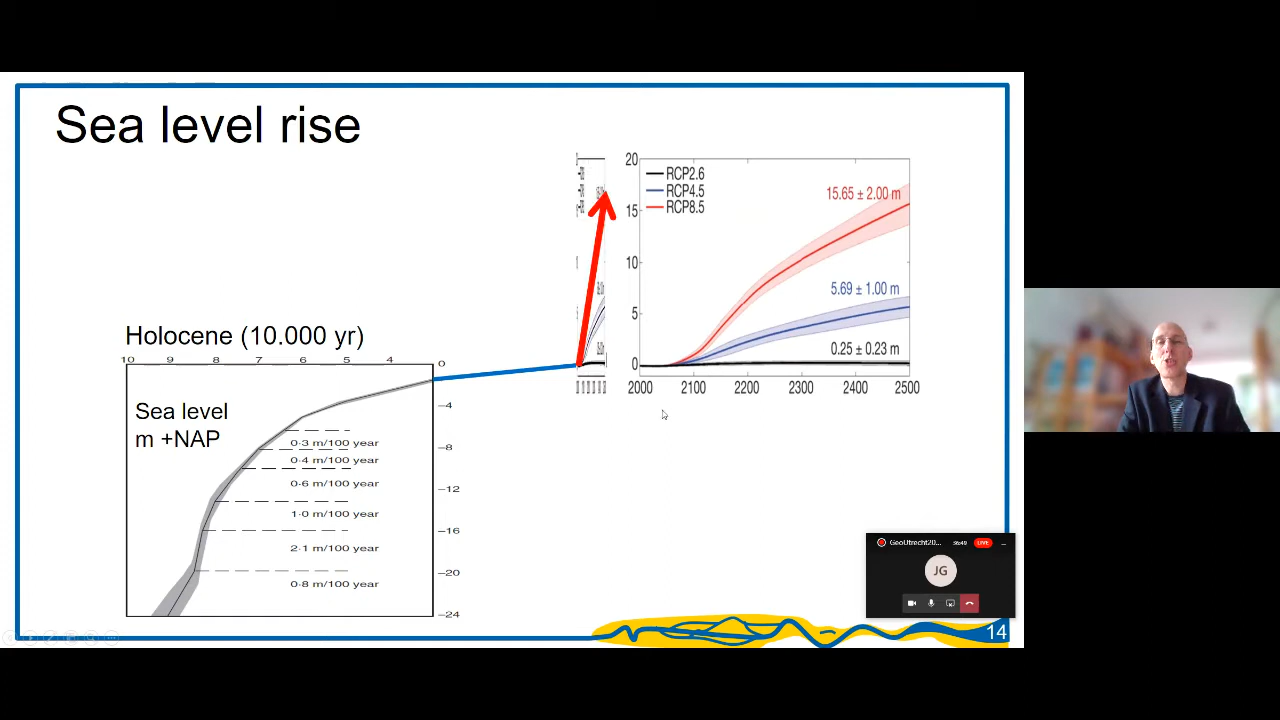 Sea level rise
20
15
10
5
0
RCP2.6
RCP4.5
RCP8.5
15.65 ± 2.00 m
5.69 ± 1.00 m
0.25 ± 0.23 m
2000 2100 2200 2300 2400 2500
Holocene (10.000 yr)
10 9 8 7 6 5 4
0
−4
−8
−12
−16
−20
−24
Sea level
m +NAP
0·3 m/100 year
0·4 m/100 year
0·6 m/100 year
1·0 m/100 year
2·1 m/100 year
0·8 m/100 year
GeoUtrecht20... 36:49 LIVE
JG
14